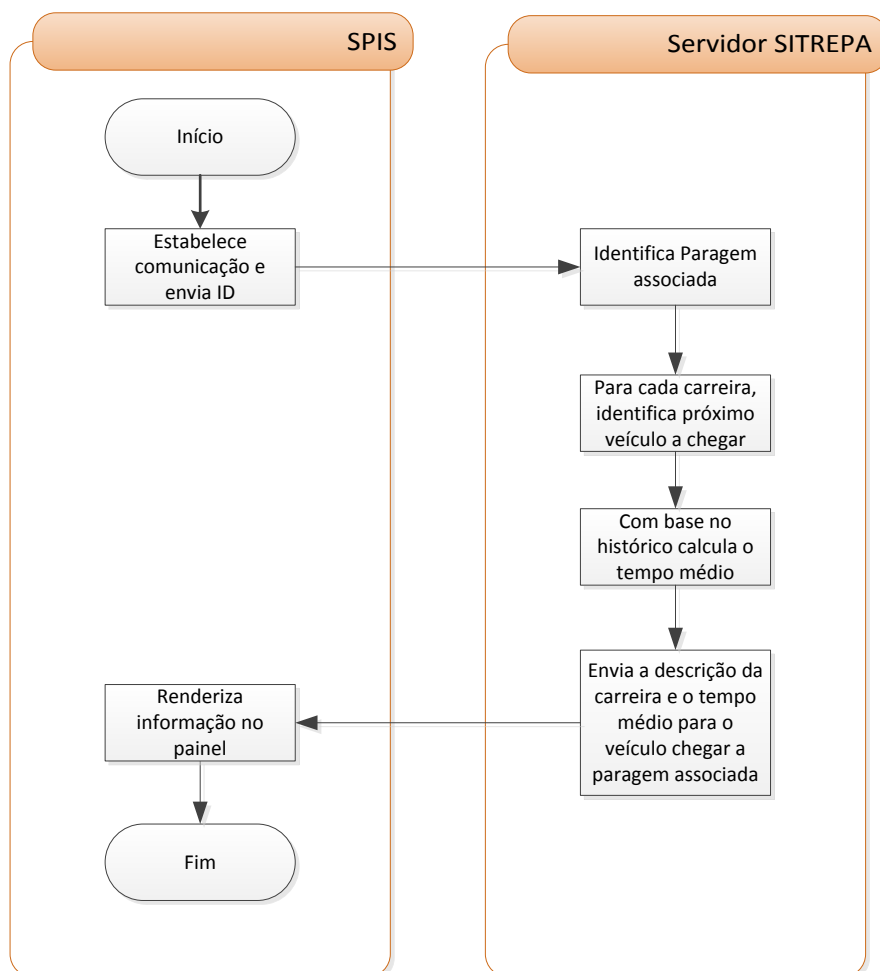 SPIS
Servidor SITREPA
Início
Estabelece
comunicação e
envia ID
Identifica Paragem
associada
Para cada carreira,
identifica próximo
veículo a chegar
Com base no
histórico calcula o
tempo médio
Envia a descrição da
carreira e o tempo
médio para o
veículo chegar a
paragem associada
Renderiza
informação no
painel
Fim